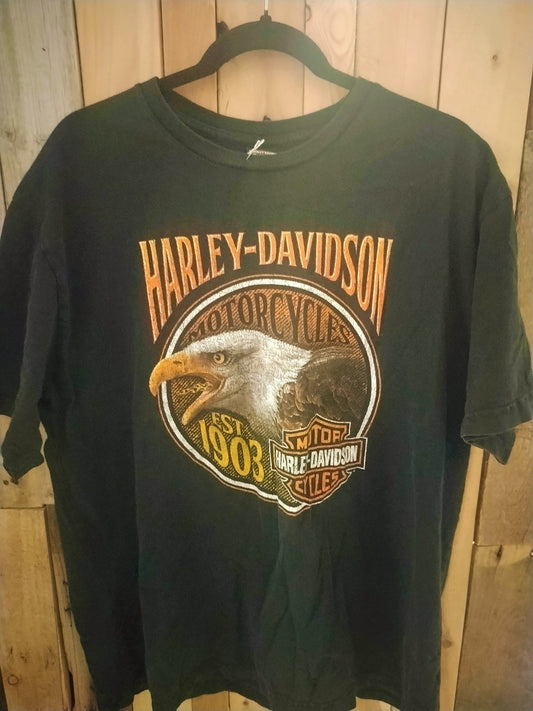 HARLEY-DAVIDSON
MOTORCYCLES
EST.
1903
MOTOR
HARLEY-DAVIDSON
CYCLES